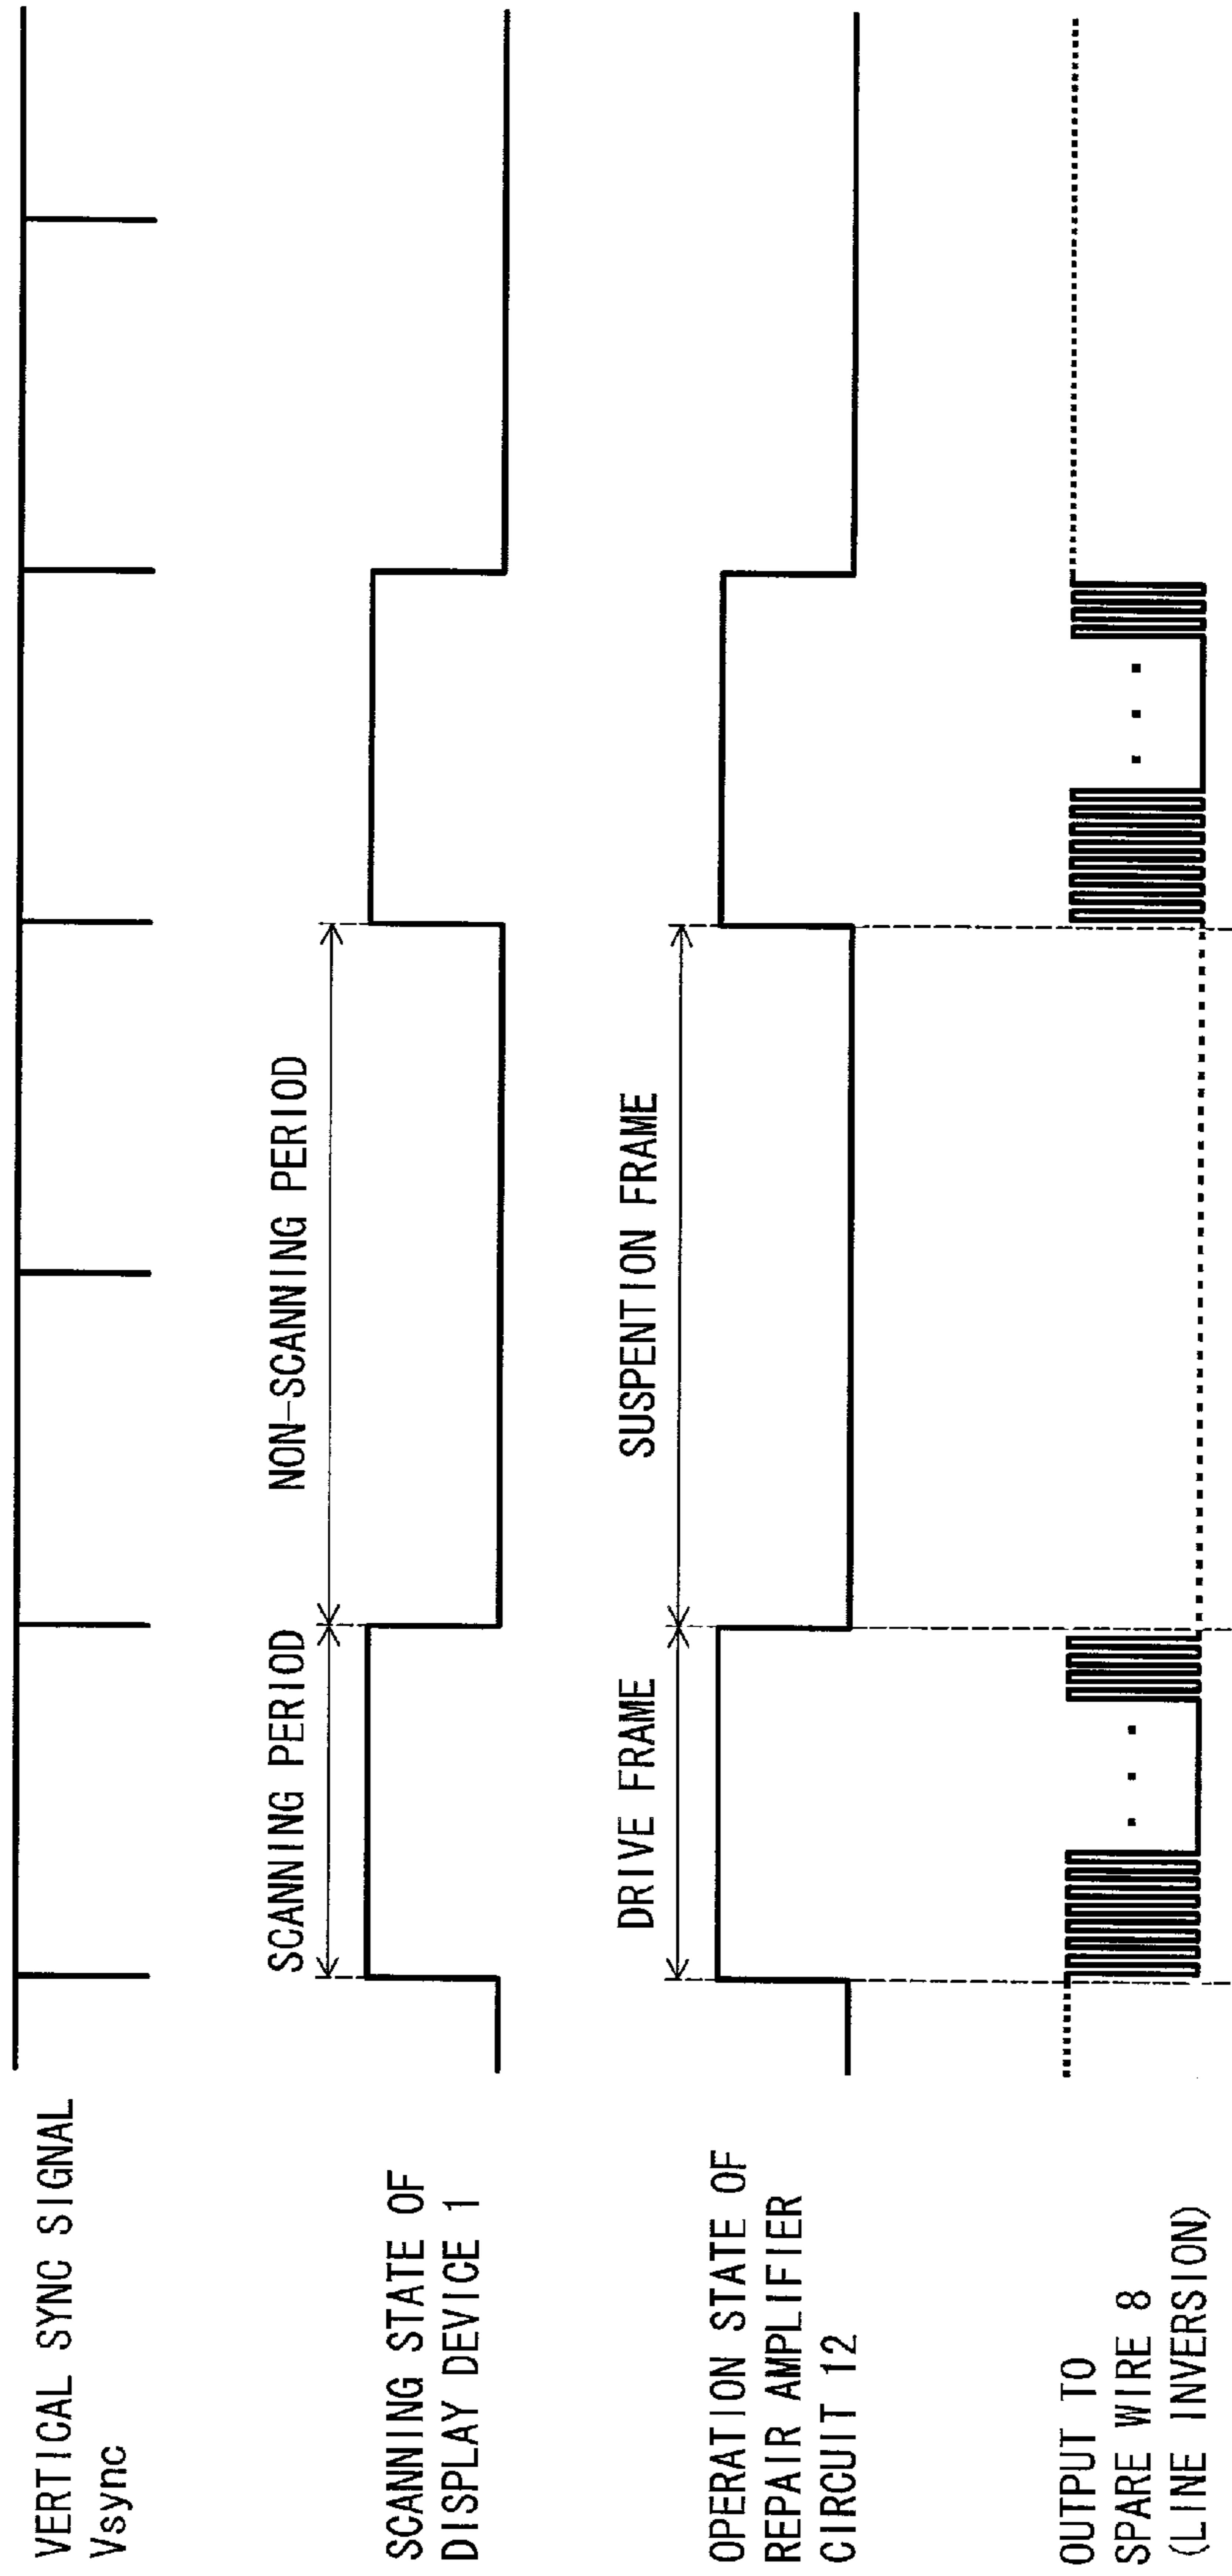 VERTICAL SYNC SIGNAL
Vsync
SCANNING PERIOD
NON-SCANNING PERIOD
SCANNING STATE OF
DISPLAY DEVICE 1
DRIVE FRAME
SUSPENTION FRAME
OPERATION STATE OF
REPAIR AMPLIFIER
CIRCUIT 12
OUTPUT TO
SPARE WIRE 8
(LINE INVERSION)